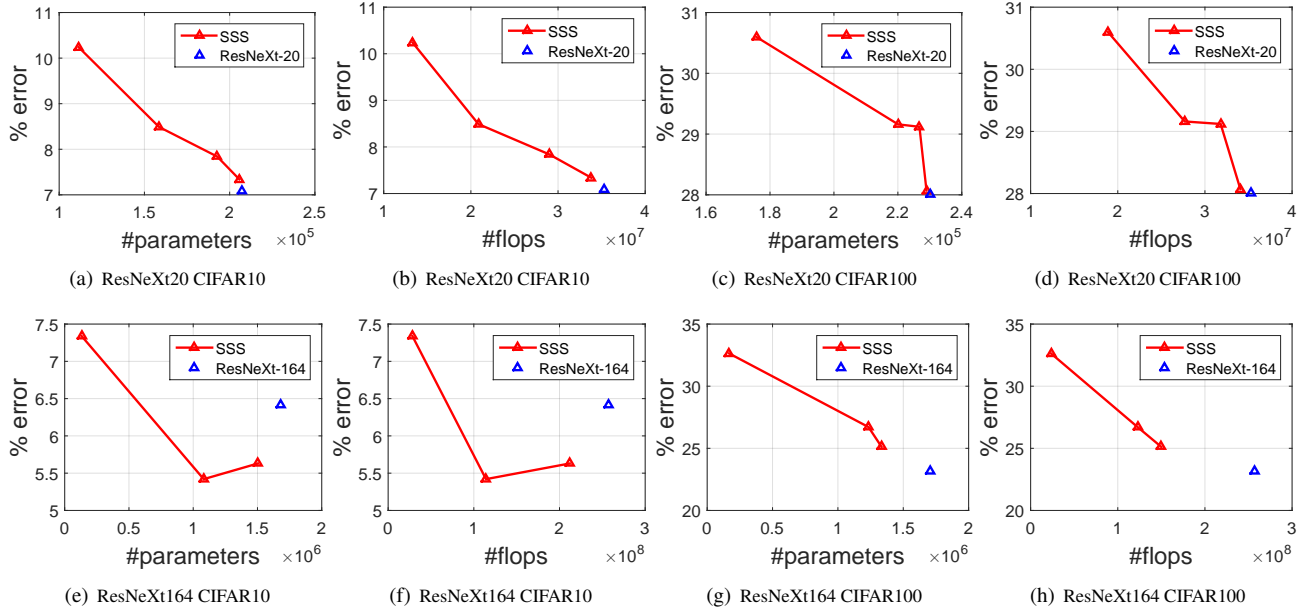 11
10
9
8
7
% error
SSS
ResNeXt-20
1 1.5 2 2.5
#parameters ×10^5
(a) ResNeXt20 CIFAR10
11
10
9
8
7
% error
SSS
ResNeXt-20
1 2 3 4
#flops ×10^7
(b) ResNeXt20 CIFAR10
31
30
29
28
% error
SSS
ResNeXt-20
1.6 1.8 2 2.2 2.4
#parameters ×10^5
(c) ResNeXt20 CIFAR100
31
30
29
28
% error
SSS
ResNeXt-20
1 2 3 4
#flops ×10^7
(d) ResNeXt20 CIFAR100
7.5
7
6.5
6
5.5
5
% error
SSS
ResNeXt-164
0 0.5 1 1.5 2
#parameters ×10^6
(e) ResNeXt164 CIFAR10
7.5
7
6.5
6
5.5
5
% error
SSS
ResNeXt-164
0 1 2 3
#flops ×10^8
(f) ResNeXt164 CIFAR10
35
30
25
20
% error
SSS
ResNeXt-164
0 0.5 1 1.5 2
#parameters ×10^6
(g) ResNeXt164 CIFAR100
35
30
25
20
% error
SSS
ResNeXt-164
0 1 2 3
#flops ×10^8
(h) ResNeXt164 CIFAR100